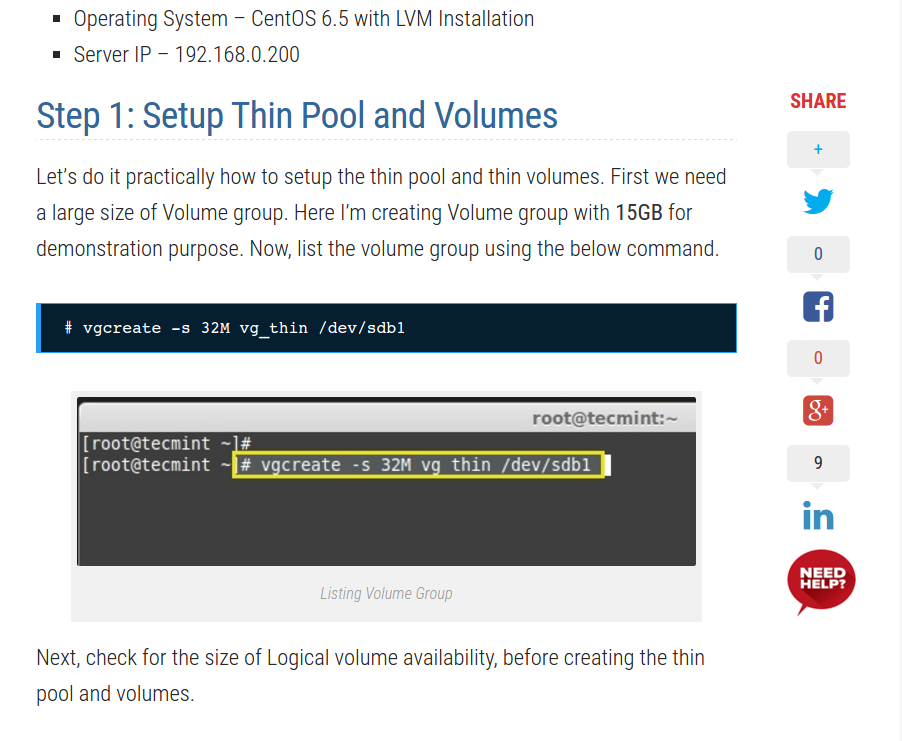 Operating System – CentOS 6.5 with LVM Installation
Server IP – 192.168.0.200
Step 1: Setup Thin Pool and Volumes
Let's do it practically how to setup the thin pool and thin volumes. First we need
a large size of Volume group. Here I'm creating Volume group with 15GB for
demonstration purpose. Now, list the volume group using the below command.
# vgcreate -s 32M vg_thin /dev/sdb1
root@tecmint:~
[root@tecmint ~]#
[root@tecmint ~]# vgcreate -s 32M vg thin /dev/sdb1
Listing Volume Group
Next, check for the size of Logical volume availability, before creating the thin
pool and volumes.
SHARE
+
0
0
g+
9
in
NEED
HELP?